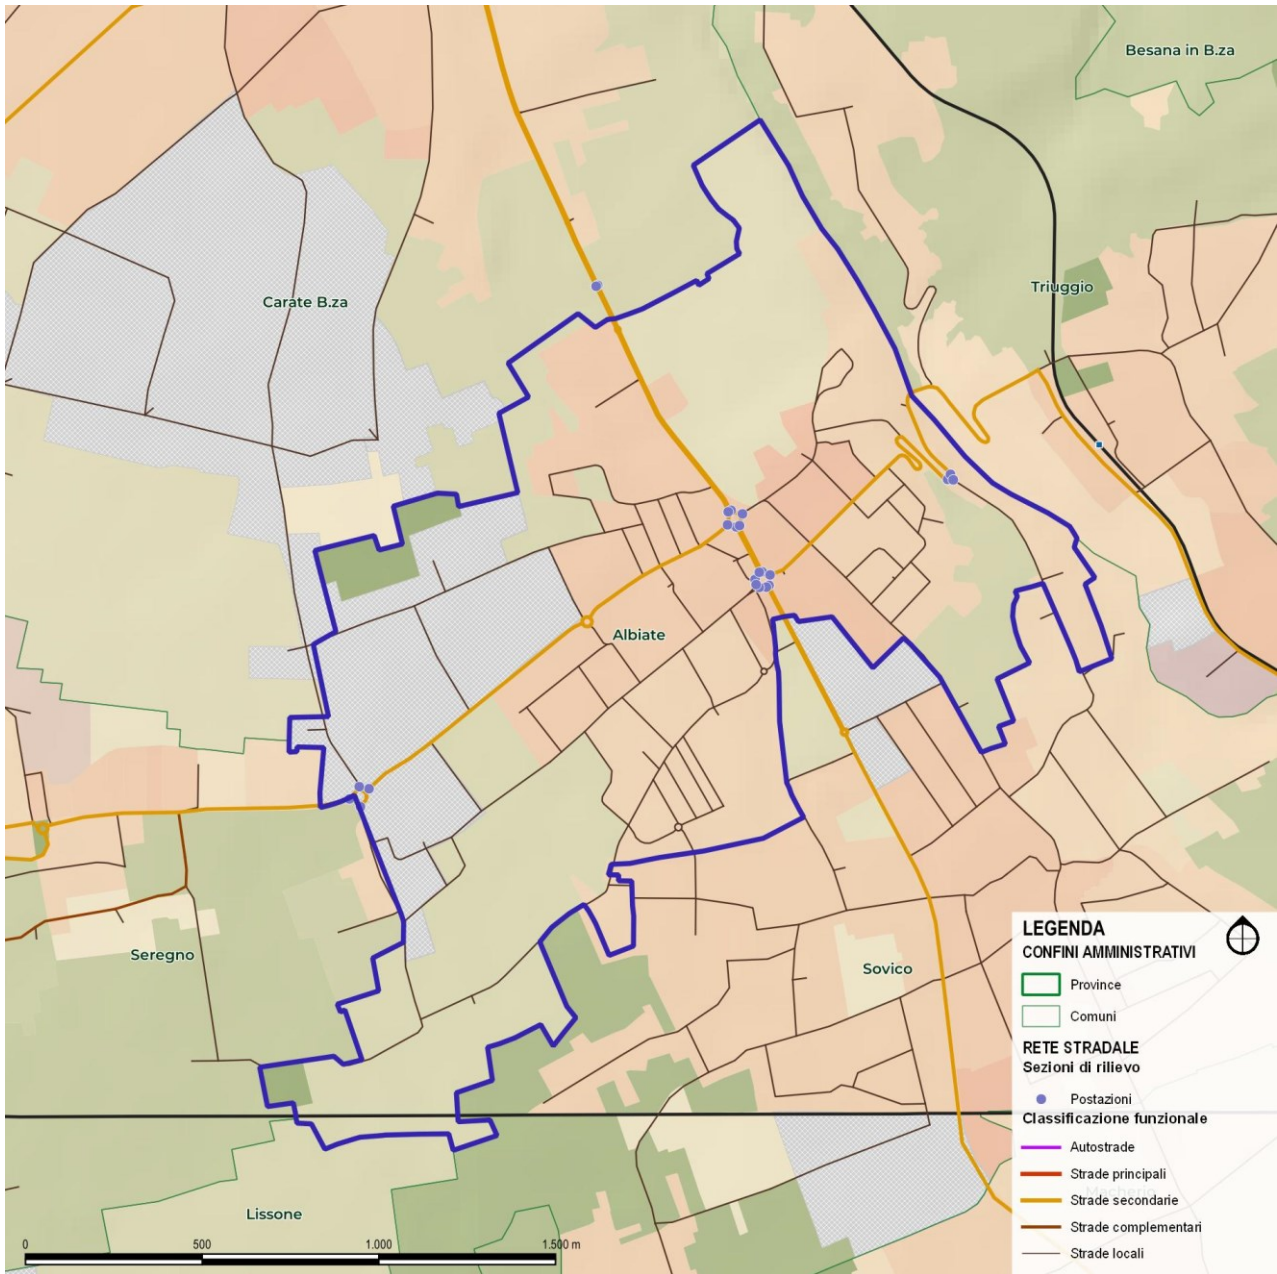 Besana in B.za
Triuggio
Carate B.za
Albiate
Seregno
Sovico
Lissone
LEGENDA
CONFINI AMMINISTRATIVI
Province
Comuni
RETE STRADALE
Sezioni di rilievo
Postazioni
Classificazione funzionale
Autostrade
Strade principali
Strade secondarie
Strade complementari
Strade locali
0 500 1.000 1.500 m